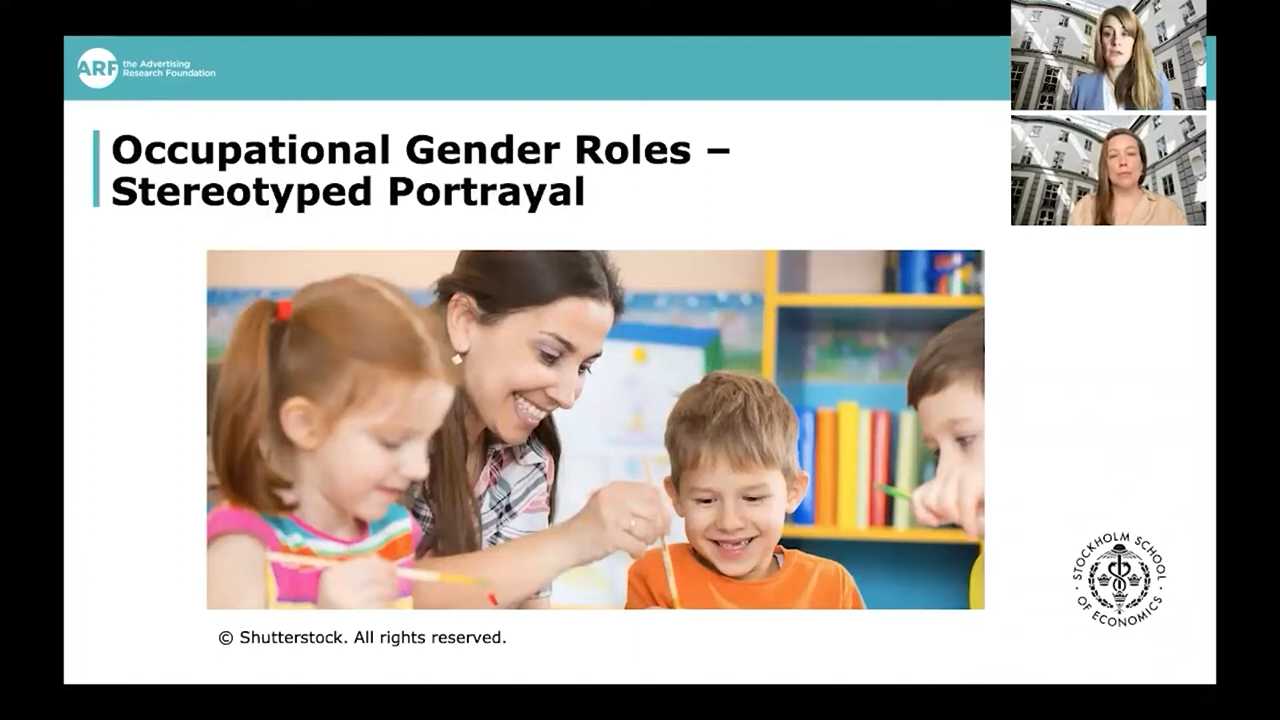 ARF the Advertising
Research Foundation
Occupational Gender Roles –
Stereotyped Portrayal
© Shutterstock. All rights reserved.
STOCKHOLM SCHOOL
OF ECONOMICS